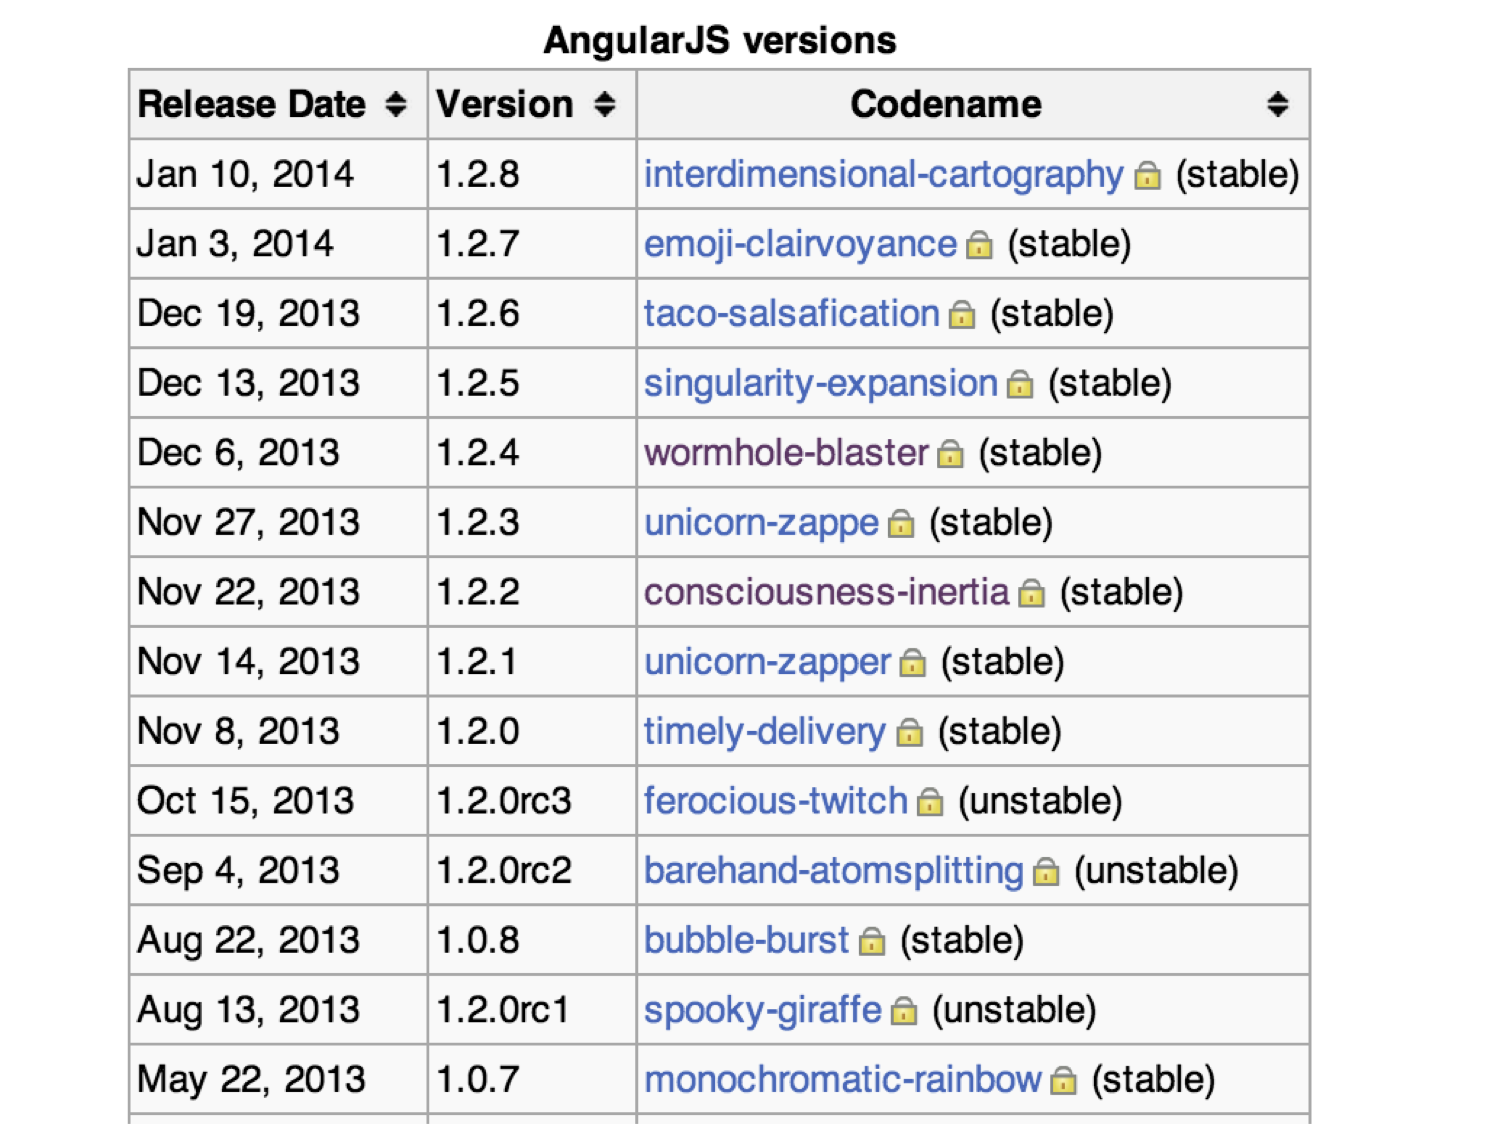 AngularJS versions
Release Date Version Codename
Jan 10, 2014 1.2.8 interdimensional-cartography (stable)
Jan 3, 2014 1.2.7 emoji-clairvoyance (stable)
Dec 19, 2013 1.2.6 taco-salsafication (stable)
Dec 13, 2013 1.2.5 singularity-expansion (stable)
Dec 6, 2013 1.2.4 wormhole-blaster (stable)
Nov 27, 2013 1.2.3 unicorn-zappe (stable)
Nov 22, 2013 1.2.2 consciousness-inertia (stable)
Nov 14, 2013 1.2.1 unicorn-zapper (stable)
Nov 8, 2013 1.2.0 timely-delivery (stable)
Oct 15, 2013 1.2.0rc3 ferocious-twitch (unstable)
Sep 4, 2013 1.2.0rc2 barehand-atomsplitting (unstable)
Aug 22, 2013 1.0.8 bubble-burst (stable)
Aug 13, 2013 1.2.0rc1 spooky-giraffe (unstable)
May 22, 2013 1.0.7 monochromatic-rainbow (stable)